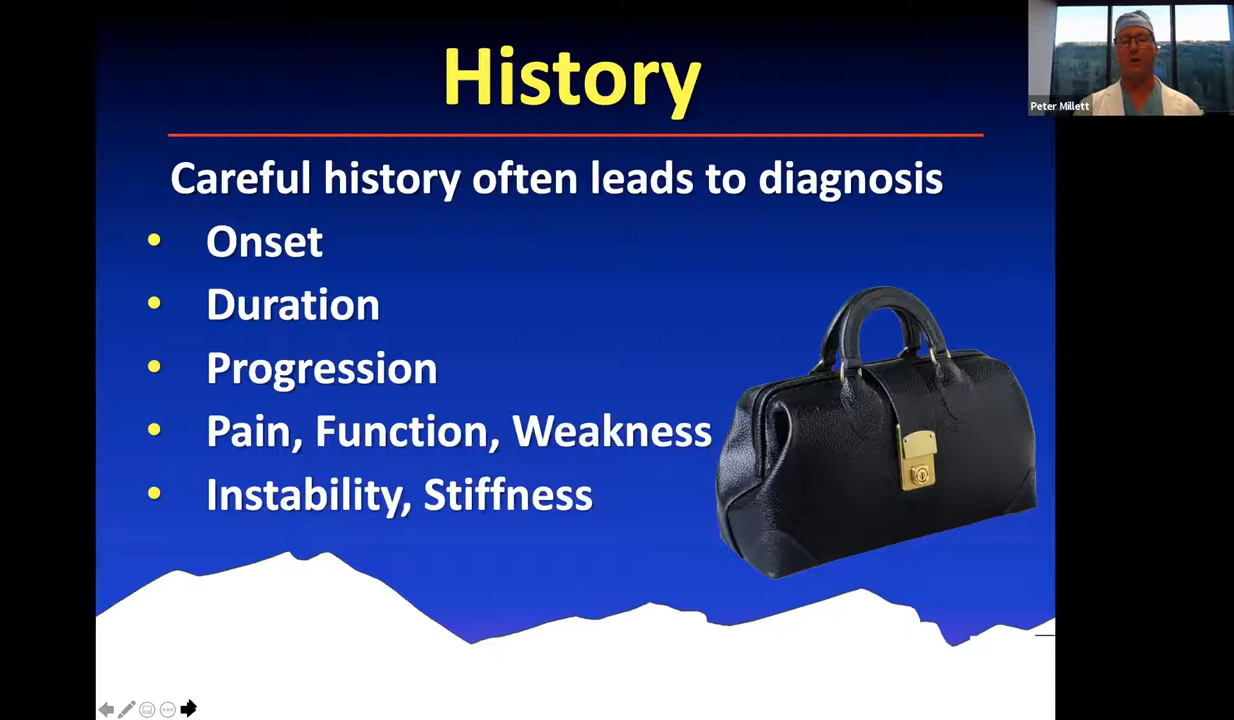 History
Peter Millett
Careful history often leads to diagnosis
• Onset
• Duration
• Progression
• Pain, Function, Weakness
• Instability, Stiffness